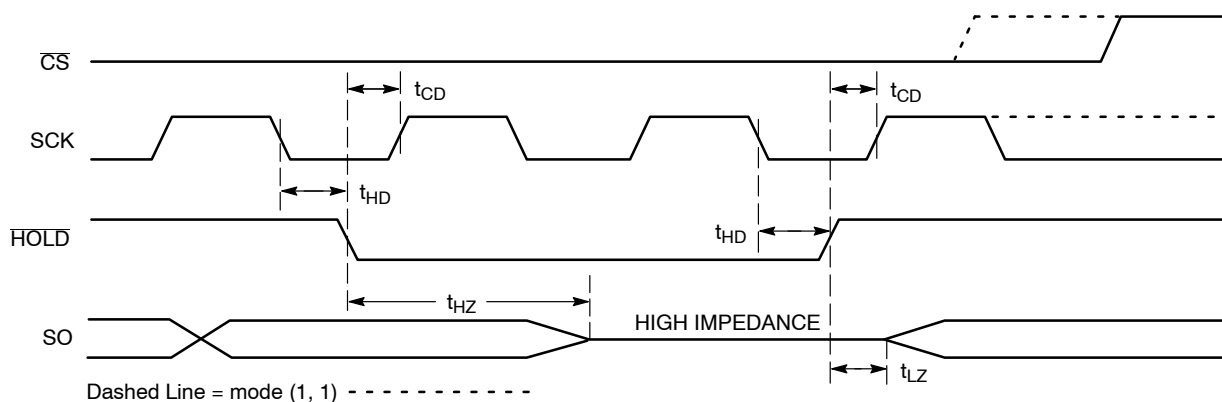 CS
tCD
tCD
SCK
tHD
HOLD
tHD
tHZ
HIGH IMPEDANCE
SO
tLZ
Dashed Line = mode (1, 1)